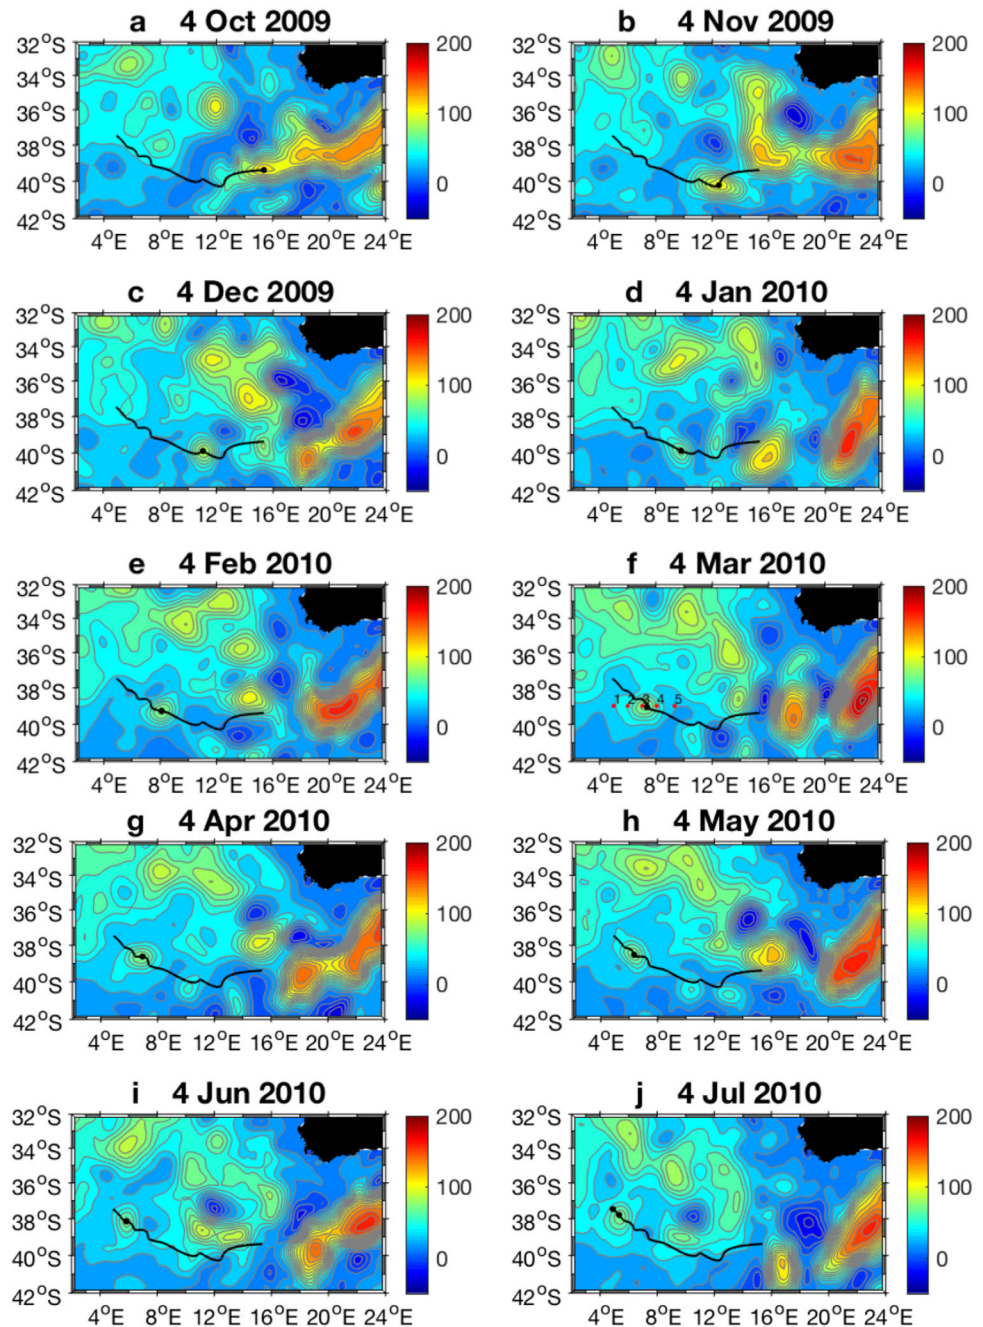 a 4 Oct 2009
32°S
34°S
36°S
38°S
40°S
42°S
4°E 8°E 12°E 16°E 20°E 24°E
200
100
0
b 4 Nov 2009
32°S
34°S
36°S
38°S
40°S
42°S
4°E 8°E 12°E 16°E 20°E 24°E
200
100
0
c 4 Dec 2009
32°S
34°S
36°S
38°S
40°S
42°S
4°E 8°E 12°E 16°E 20°E 24°E
200
100
0
d 4 Jan 2010
32°S
34°S
36°S
38°S
40°S
42°S
4°E 8°E 12°E 16°E 20°E 24°E
200
100
0
e 4 Feb 2010
32°S
34°S
36°S
38°S
40°S
42°S
4°E 8°E 12°E 16°E 20°E 24°E
200
100
0
f 4 Mar 2010
32°S
34°S
36°S
38°S
40°S
42°S
1 3 4 5
4°E 8°E 12°E 16°E 20°E 24°E
200
100
0
g 4 Apr 2010
32°S
34°S
36°S
38°S
40°S
42°S
4°E 8°E 12°E 16°E 20°E 24°E
200
100
0
h 4 May 2010
32°S
34°S
36°S
38°S
40°S
42°S
4°E 8°E 12°E 16°E 20°E 24°E
200
100
0
i 4 Jun 2010
32°S
34°S
36°S
38°S
40°S
42°S
4°E 8°E 12°E 16°E 20°E 24°E
200
100
0
j 4 Jul 2010
32°S
34°S
36°S
38°S
40°S
42°S
4°E 8°E 12°E 16°E 20°E 24°E
200
100
0